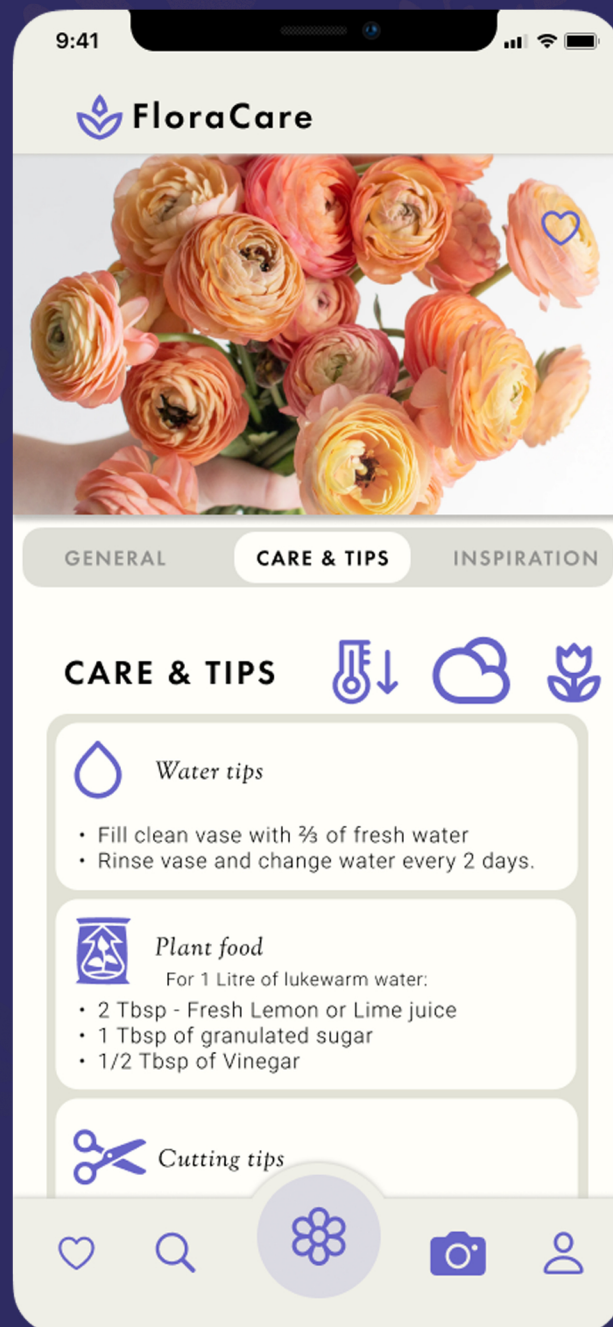 9:41
FloraCare
GENERAL CARE & TIPS INSPIRATION
CARE & TIPS
Water tips
• Fill clean vase with ⅔ of fresh water
• Rinse vase and change water every 2 days.
Plant food
For 1 Litre of lukewarm water:
• 2 Tbsp - Fresh Lemon or Lime juice
• 1 Tbsp of granulated sugar
• 1/2 Tbsp of Vinegar
Cutting tips